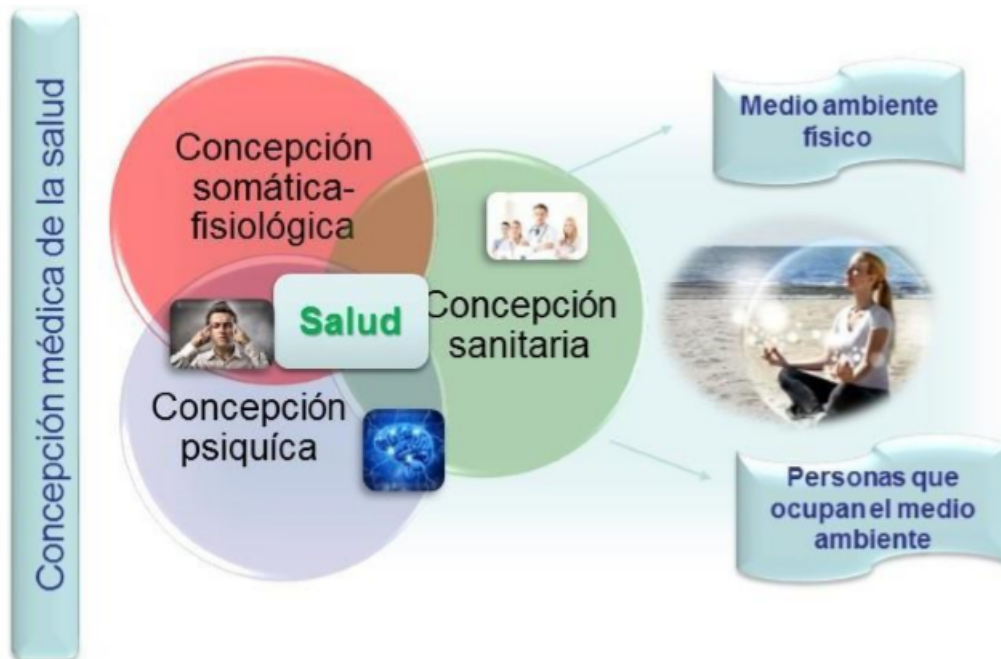 Concepción médica de la salud
Concepción
somática-
fisiológica
Salud
Concepción
sanitaria
Concepción
psiquíca
Medio ambiente
físico
Personas que
ocupan el medio
ambiente